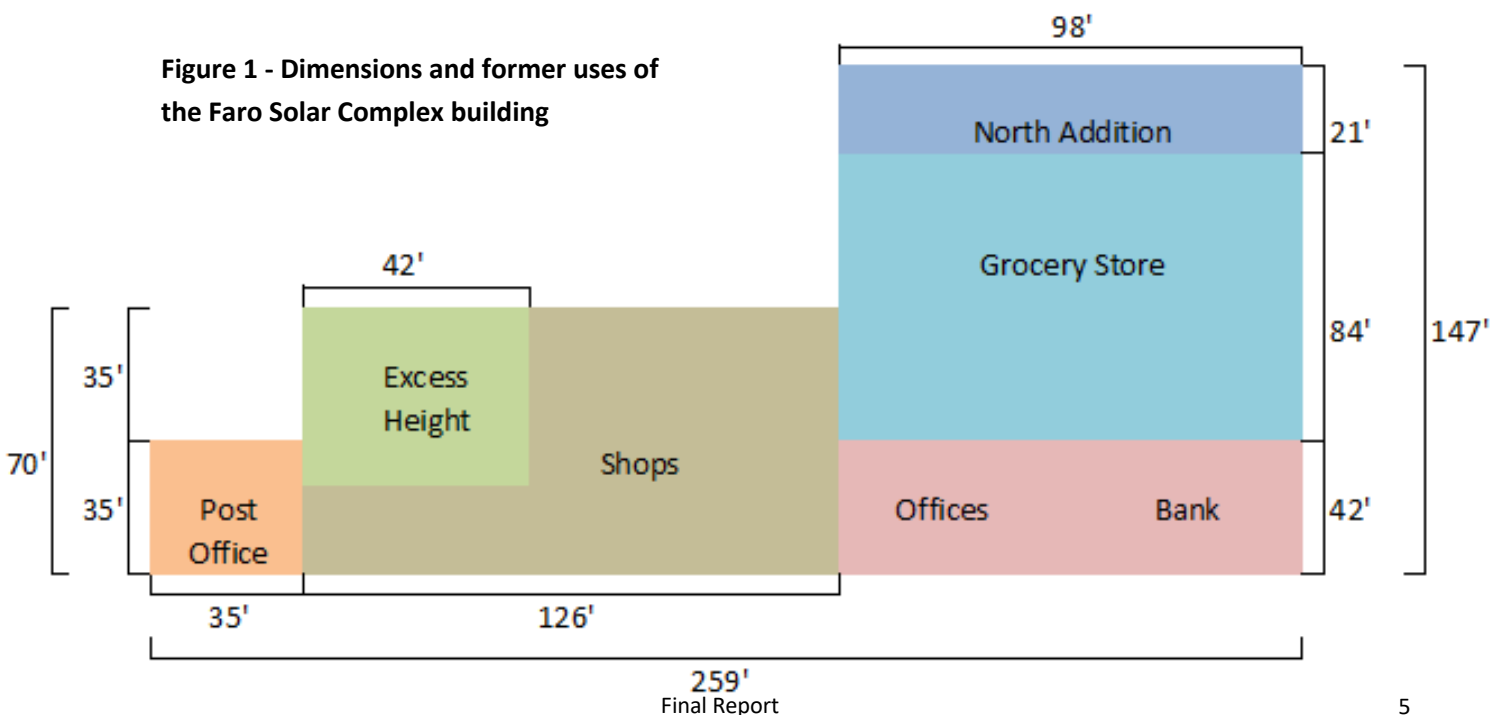 98'
Figure 1 - Dimensions and former uses of
the Faro Solar Complex building
North Addition
21'
Grocery Store
42'
84'
147'
35'
Excess
Height
70'
Shops
35'
Post
Office
Offices
Bank
42'
35'
126'
259'
Final Report
5